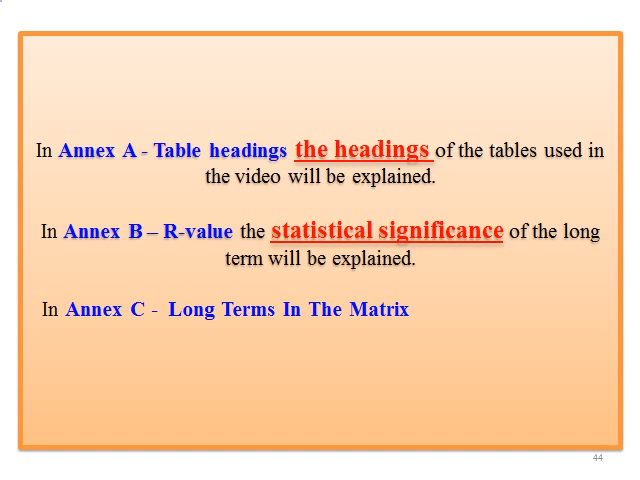 In Annex A - Table headings the headings of the tables used in
the video will be explained.
In Annex B – R-value the statistical significance of the long
term will be explained.
In Annex C - Long Terms In The Matrix
44